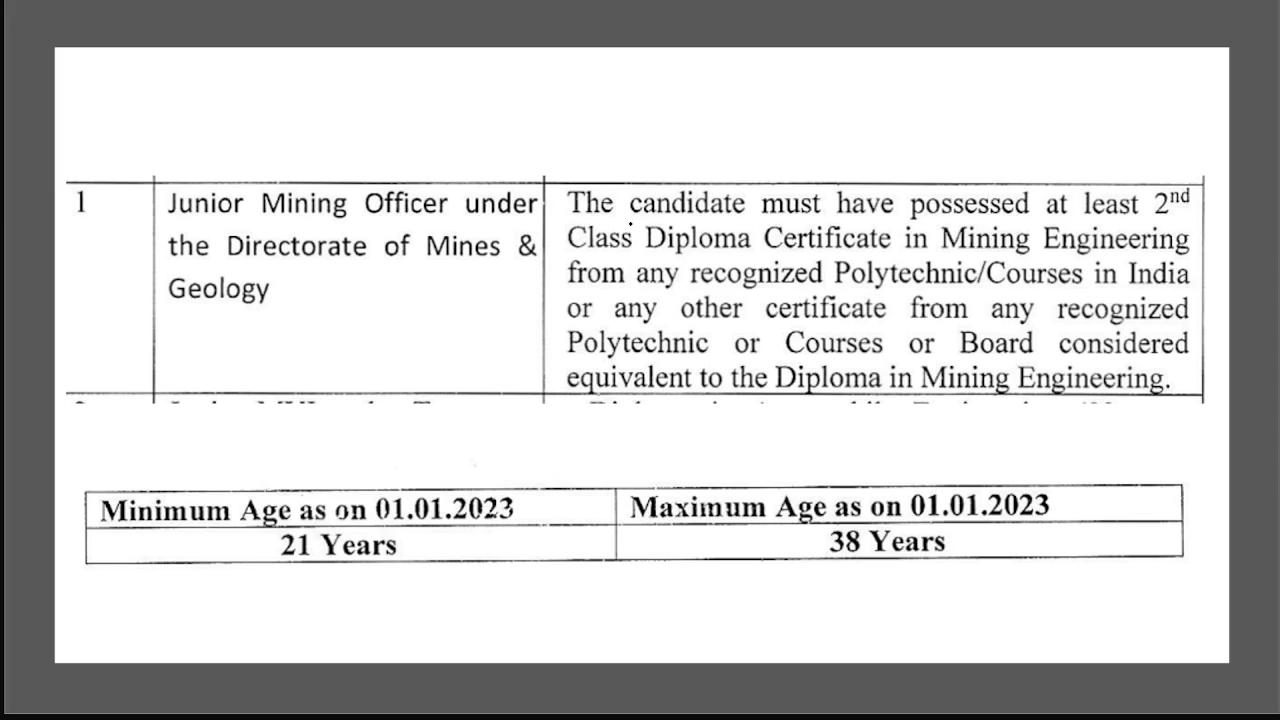 1
Junior Mining Officer under
the Directorate of Mines &
Geology
The candidate must have possessed at least 2nd
Class Diploma Certificate in Mining Engineering
from any recognized Polytechnic/Courses in India
or any other certificate from any recognized
Polytechnic or Courses or Board considered
equivalent to the Diploma in Mining Engineering.
Minimum Age as on 01.01.2023
Maximum Age as on 01.01.2023
21 Years
38 Years